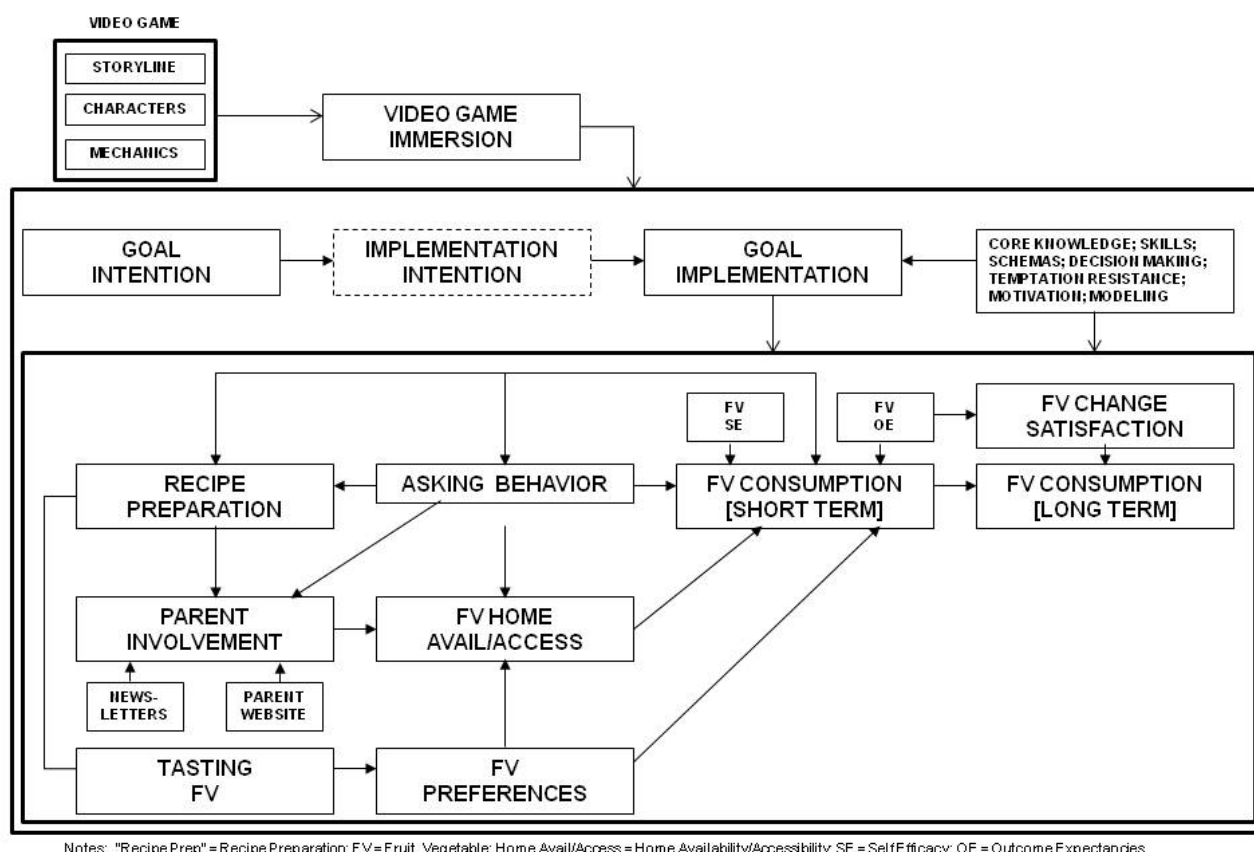 VIDEO GAME
STORYLINE
CHARACTERS
MECHANICS
VIDEO GAME
IMMERSION
GOAL
INTENTION
IMPLEMENTATION
INTENTION
GOAL
IMPLEMENTATION
CORE KNOWLEDGE; SKILLS;
SCHEMAS; DECISION MAKING;
TEMPTATION RESISTANCE;
MOTIVATION; MODELING
FV
SE
FV
OE
FV CHANGE
SATISFACTION
RECIPE
PREPARATION
ASKING BEHAVIOR
FV CONSUMPTION
[SHORT TERM]
FV CONSUMPTION
[LONG TERM]
PARENT
INVOLVEMENT
FV HOME
AVAIL/ACCESS
NEWS-
LETTERS
PARENT
WEBSITE
TASTING
FV
FV
PREFERENCES
Notes: "Recipe Prep" = Recipe Preparation; FV = Fruit, Vegetable; Home Avail/Access = Home Availability/Accessibility; SE = Self Efficacy; OE = Outcome Expectancies